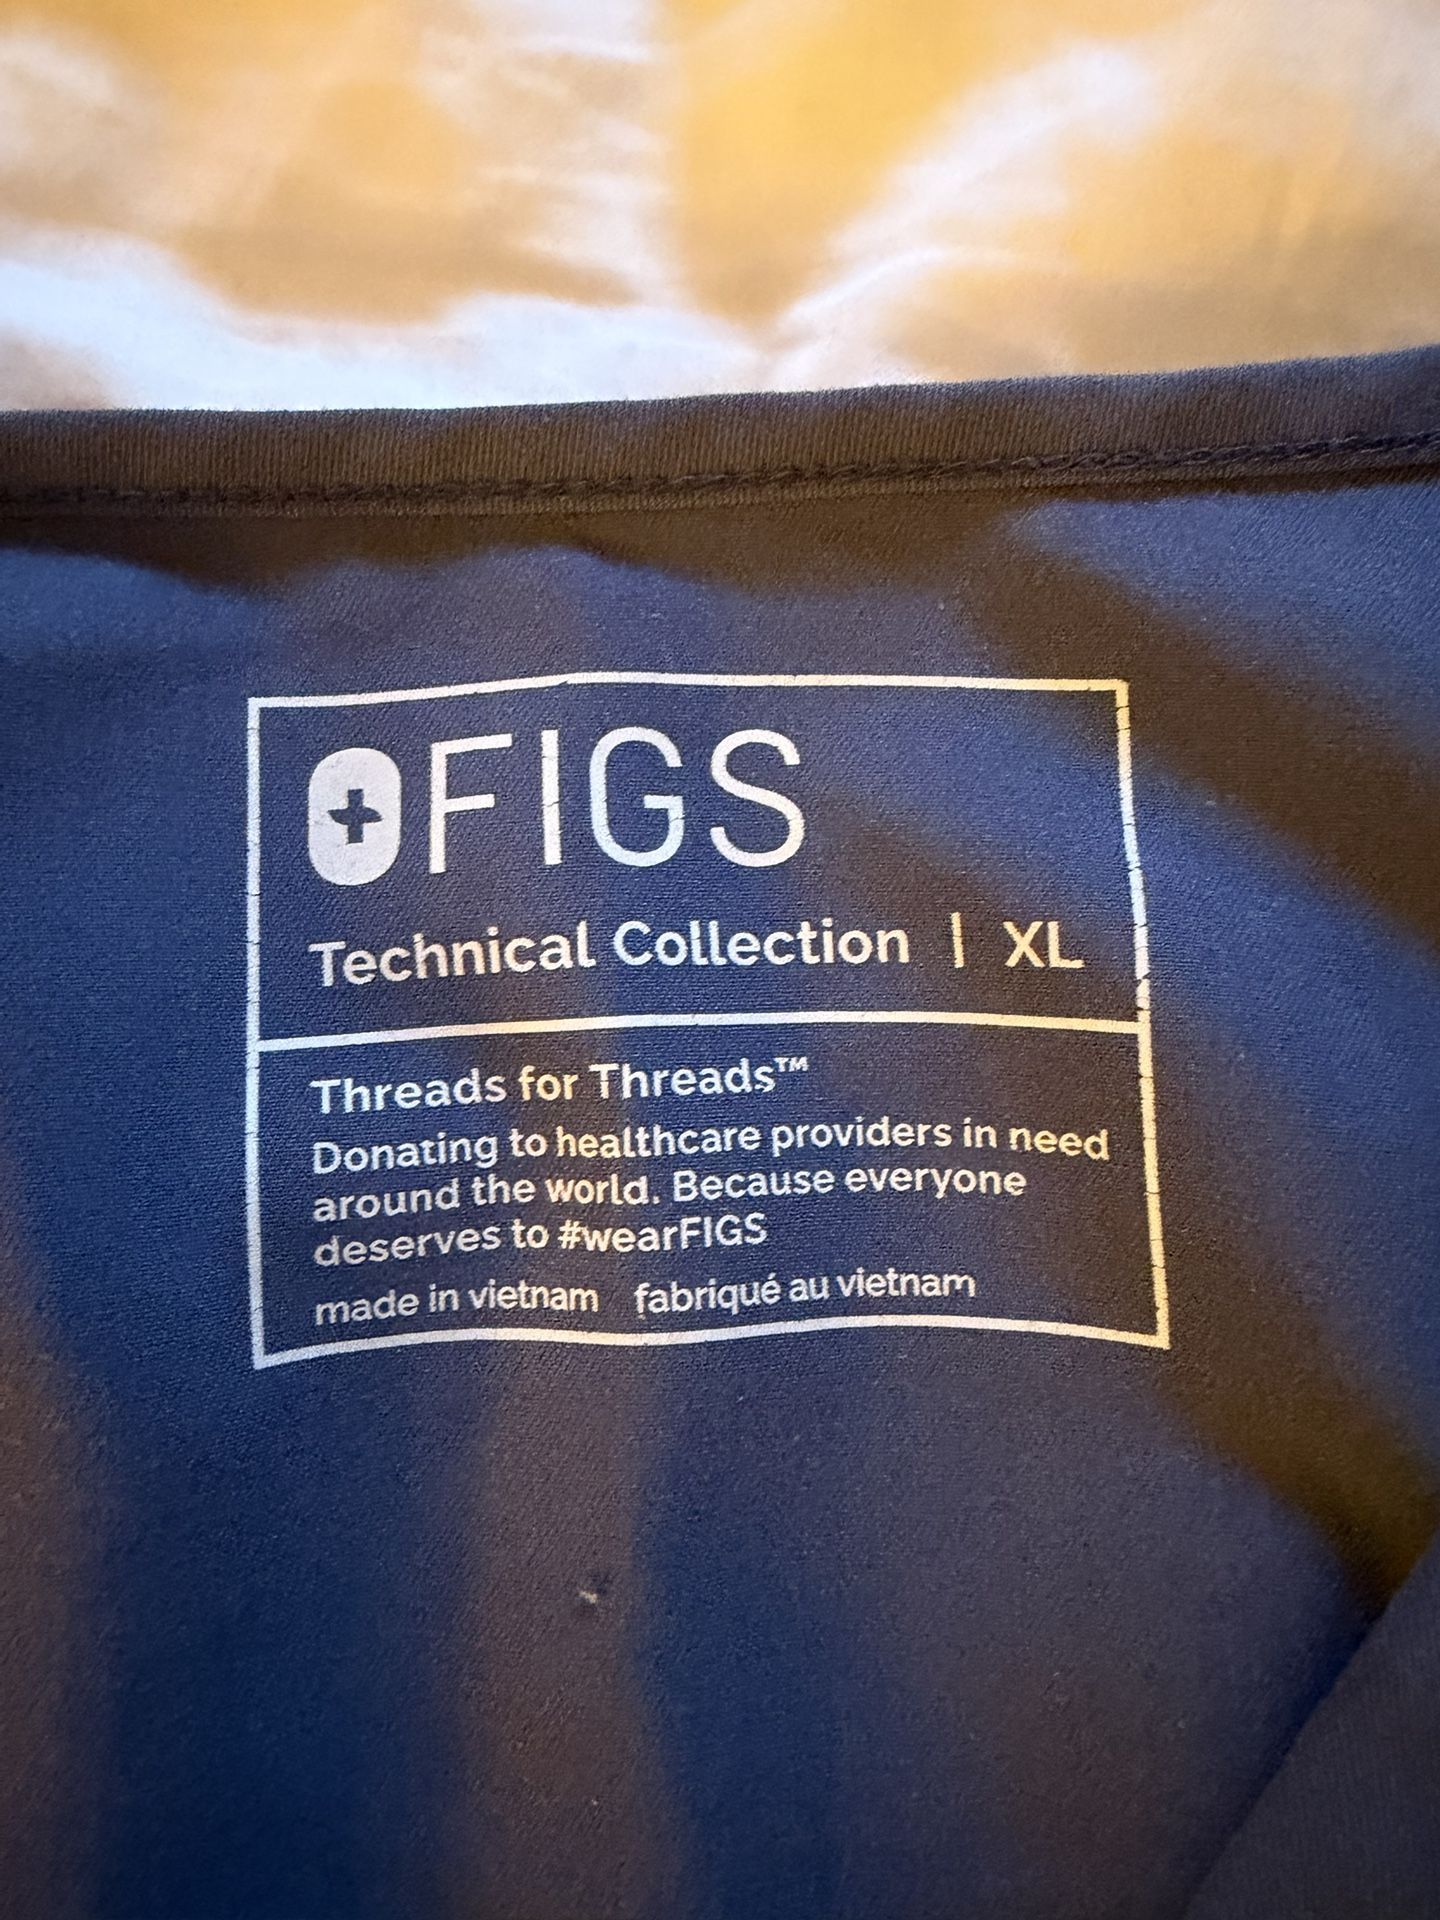 FIGS
Technical Collection | XL
Threads for Threads™
Donating to healthcare providers in need
around the world. Because everyone
deserves to #wearFIGS
made in vietnam fabriqué au vietnam